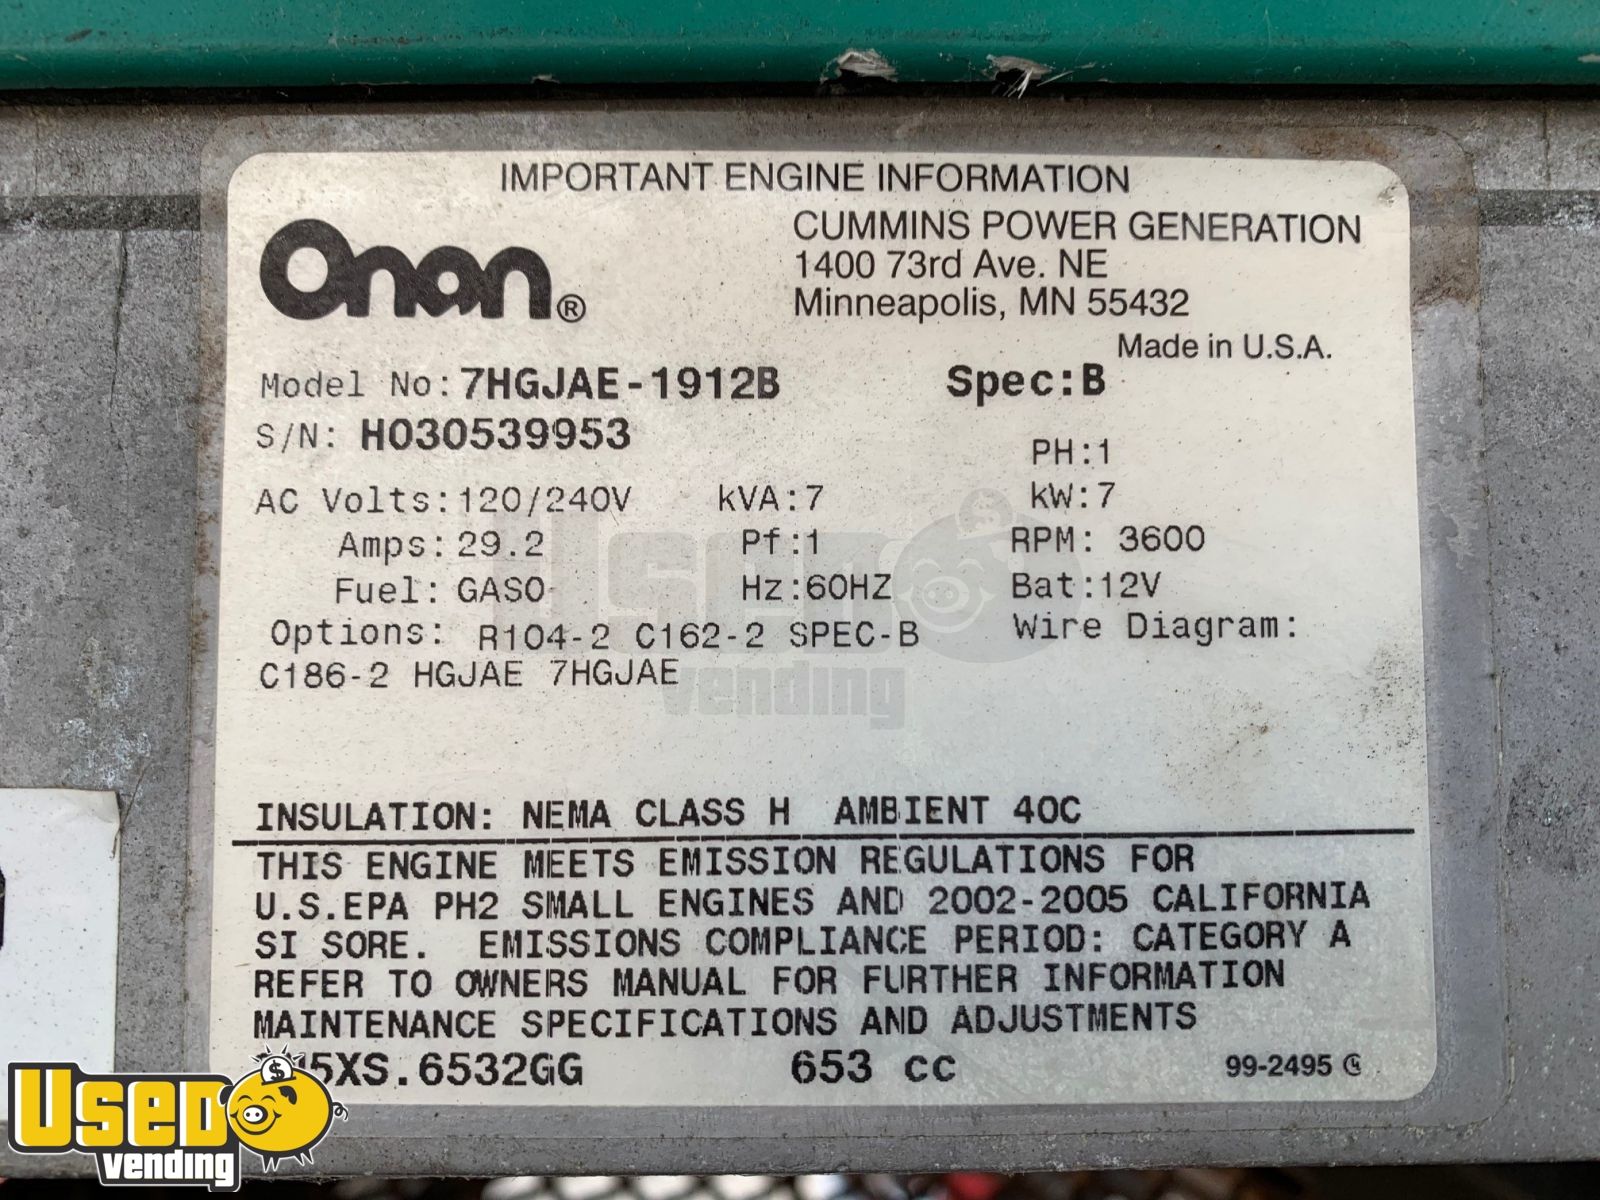 IMPORTANT ENGINE INFORMATION
Onan®
CUMMINS POWER GENERATION
1400 73rd Ave. NE
Minneapolis, MN 55432
Made in U.S.A.
Model No: 7HGJAE-1912B Spec: B
S/N: H030539953
PH:1
AC Volts: 120/240V kVA:7 kW:7
Amps: 29.2 Pf:1 RPM: 3600
Fuel: GASO Hz:60HZ Bat:12V
Options: R104-2 C162-2 SPEC-B Wire Diagram:
C186-2 HGJAE 7HGJAE
INSULATION: NEMA CLASS H AMBIENT 40C
THIS ENGINE MEETS EMISSION REGULATIONS FOR
U.S.EPA PH2 SMALL ENGINES AND 2002-2005 CALIFORNIA
SI SORE. EMISSIONS COMPLIANCE PERIOD: CATEGORY A
REFER TO OWNERS MANUAL FOR FURTHER INFORMATION
MAINTENANCE SPECIFICATIONS AND ADJUSTMENTS
5XS.6532GG 653 cc 99-2495
USED
vending
USED
vending